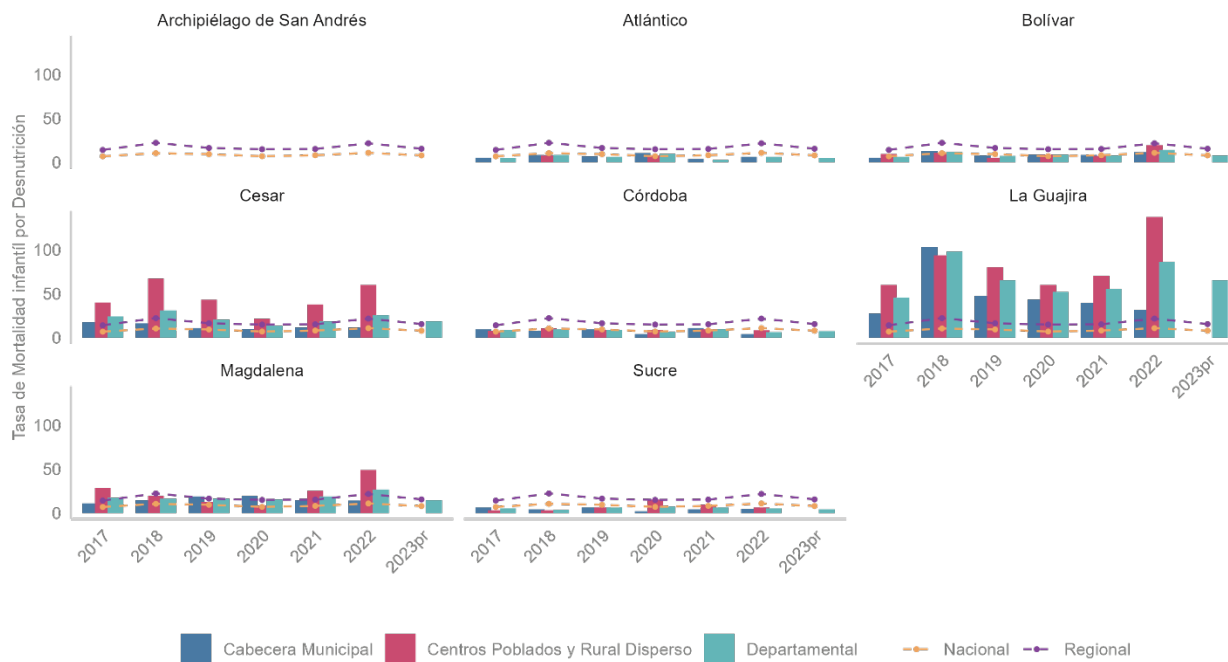 Archipiélago de San Andrés
Atlántico
Bolívar
100
50
0
Cesar
Córdoba
La Guajira
100
50
0
Tasa de Mortalidad infantíl por Desnutrición
2017
2018
2019
2020
2021
2022
2023pr
Magdalena
Sucre
100
50
0
2017
2018
2019
2020
2021
2022
2023pr
2017
2018
2019
2020
2021
2022
2023pr
Cabecera Municipal
Centros Poblados y Rural Disperso
Departamental
Nacional
Regional